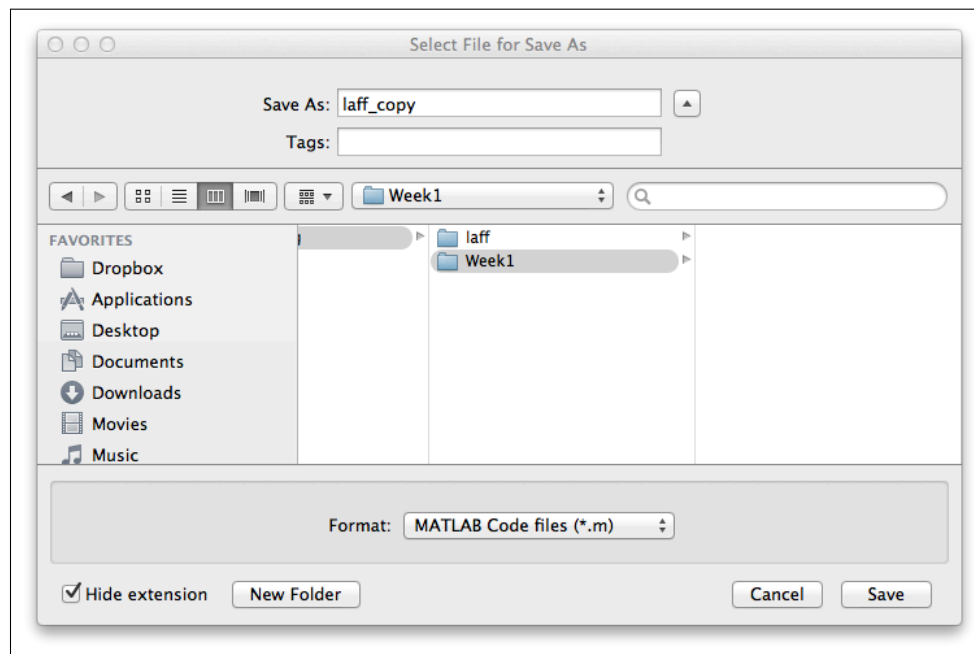 Select File for Save As
Save As: laff_copy
Tags:
Week1
FAVORITES
Dropbox
Applications
Desktop
Documents
Downloads
Movies
Music
laff
Week1
Format: MATLAB Code files (*.m)
Hide extension
New Folder
Cancel
Save